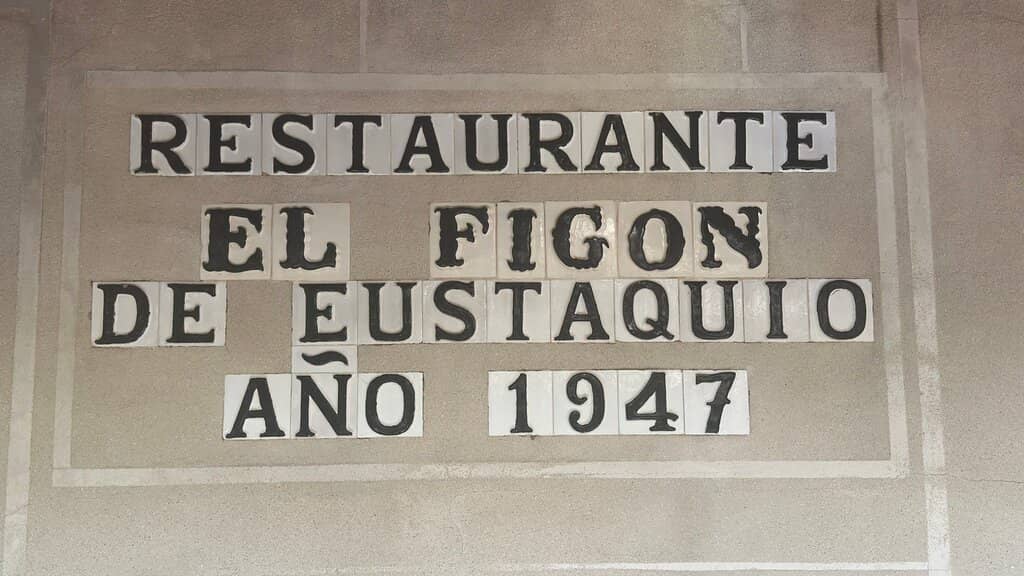 RESTAURANTE
EL FIGON
DE EUSTAQUIO
AÑO 1947